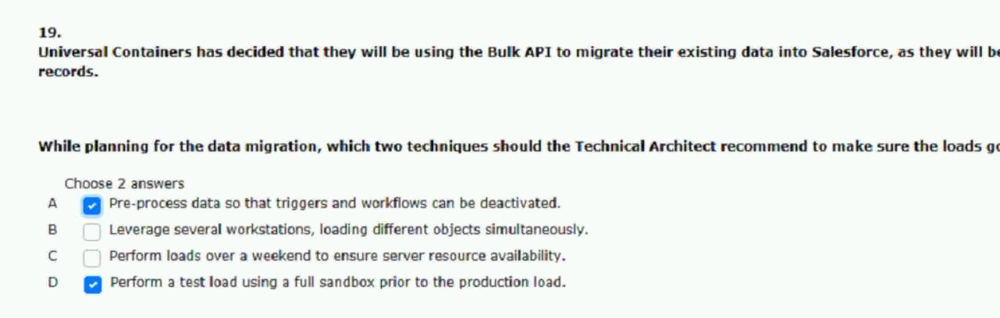 19.
Universal Containers has decided that they will be using the Bulk API to migrate their existing data into Salesforce, as they will be
records.
While planning for the data migration, which two techniques should the Technical Architect recommend to make sure the loads go
Choose 2 answers
A Pre-process data so that triggers and workflows can be deactivated.
B Leverage several workstations, loading different objects simultaneously.
C Perform loads over a weekend to ensure server resource availability.
D Perform a test load using a full sandbox prior to the production load.